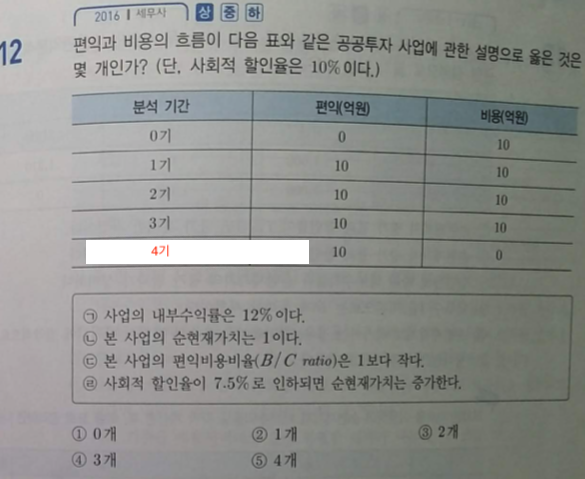 2016 | 세무사 상 중 하
12 편익과 비용의 흐름이 다음 표와 같은 공공투자 사업에 관한 설명으로 옳은 것은
몇 개인가? (단, 사회적 할인율은 10%이다.)
분석 기간 편익(억원) 비용(억원)
0기 0 10
1기 10 10
2기 10 10
3기 10 10
4기 10 0
㉠ 사업의 내부수익률은 12%이다.
㉡ 본 사업의 순현재가치는 1이다.
㉢ 본 사업의 편익비용비율(B/C ratio)은 1보다 작다.
㉣ 사회적 할인율이 7.5%로 인하되면 순현재가치는 증가한다.
① 0개 ② 1개 ③ 2개
④ 3개 ⑤ 4개